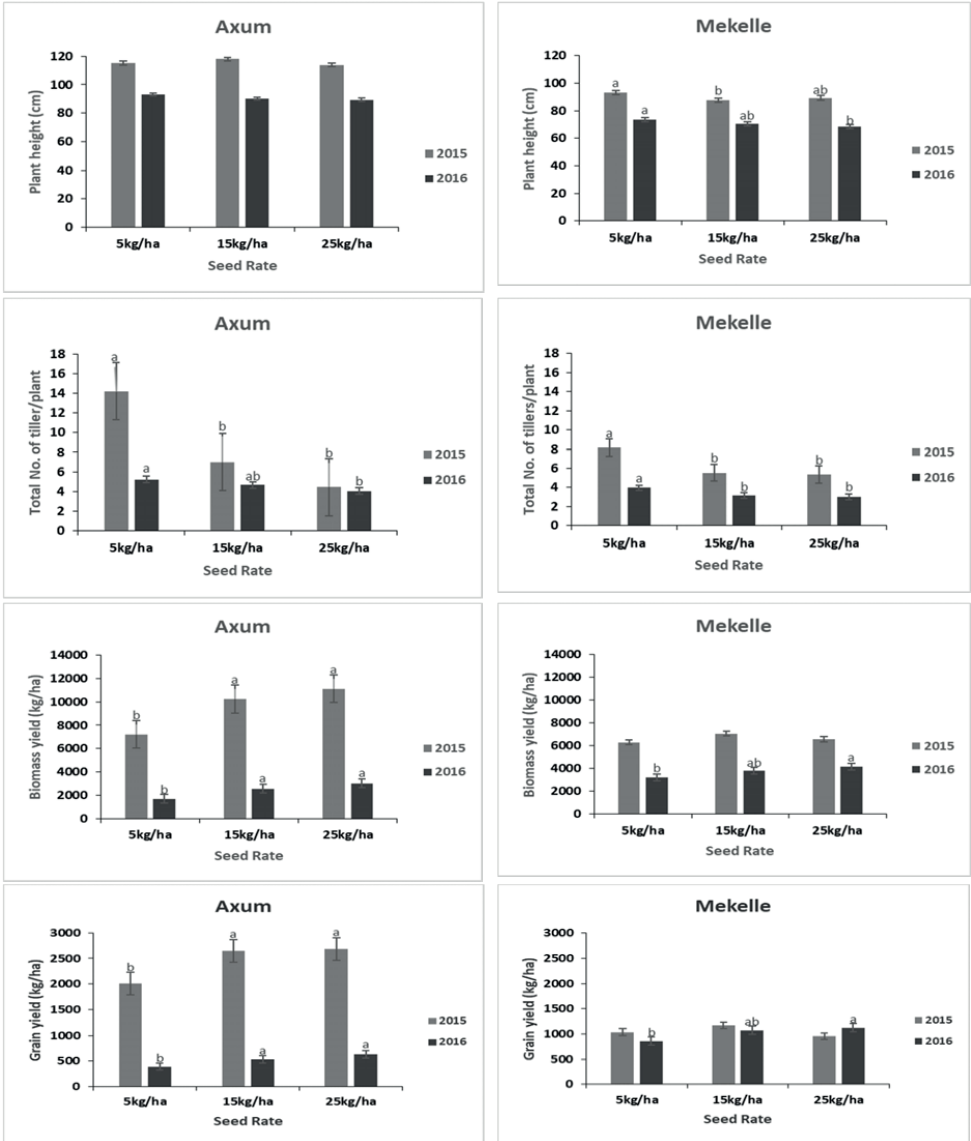 Axum
120
100
80
60
40
20
0
Plant height (cm)
5kg/ha 15kg/ha 25kg/ha
Seed Rate
2015
2016
Mekelle
120
100
80
60
40
20
0
Plant height (cm)
a a b ab ab b
5kg/ha 15kg/ha 25kg/ha
Seed Rate
2015
2016
Axum
18
16
14
12
10
8
6
4
2
0
Total No. of tiller/plant
a a b ab b b
5kg/ha 15kg/ha 25kg/ha
Seed Rate
2015
2016
Mekelle
18
16
14
12
10
8
6
4
2
0
Total No. of tillers/plant
a a b b b b
5kg/ha 15kg/ha 25kg/ha
Seed Rate
2015
2016
Axum
14000
12000
10000
8000
6000
4000
2000
0
Biomass yield (kg/ha)
b b a a a a
5kg/ha 15kg/ha 25kg/ha
Seed Rate
2015
2016
Mekelle
14000
12000
10000
8000
6000
4000
2000
0
Biomass yield (kg/ha)
b ab a
5kg/ha 15kg/ha 25kg/ha
Seed Rate
2015
2016
Axum
3000
2500
2000
1500
1000
500
0
Grain yield (kg/ha)
b b a a a a
5kg/ha 15kg/ha 25kg/ha
Seed Rate
2015
2016
Mekelle
3000
2500
2000
1500
1000
500
0
Grain yield (kg/ha)
b ab a
5kg/ha 15kg/ha 25kg/ha
Seed Rate
2015
2016